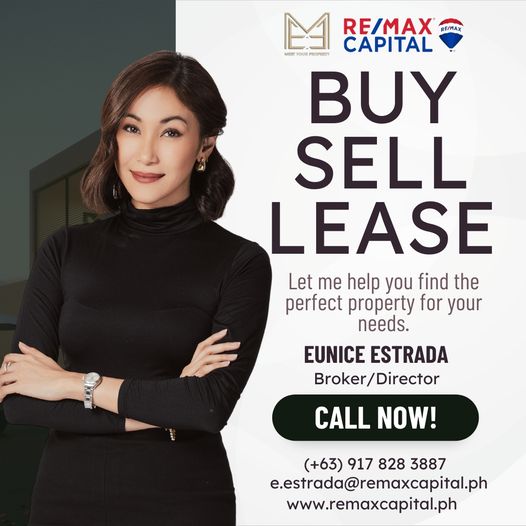 MEET YOUR PROPERTY
RE/MAX
CAPITAL
RE/MAX
BUY
SELL
LEASE
Let me help you find the
perfect property for your
needs.
EUNICE ESTRADA
Broker/Director
CALL NOW!
(+63) 917 828 3887
e.estrada@remaxcapital.ph
www.remaxcapital.ph